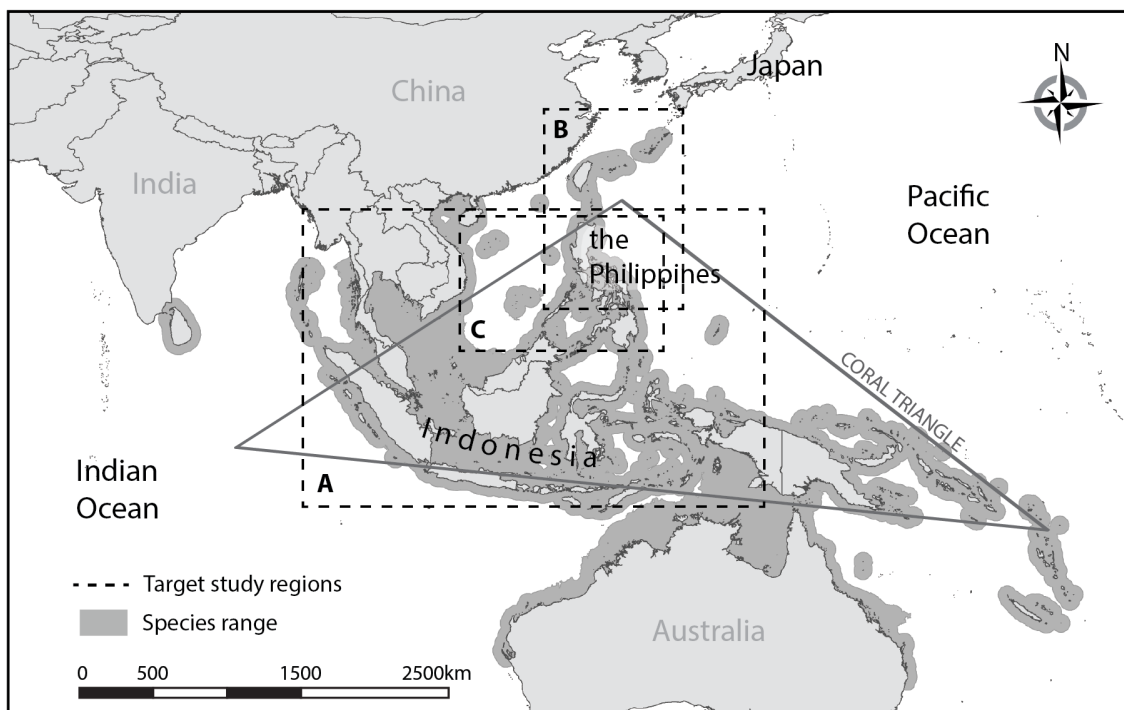 N
Japan
China
B
India
Pacific
Ocean
the
Philippihes
C
CORAL TRIANGLE
Indonesia
Indian
Ocean
A
Target study regions
Species range
Australia
0 500 1500 2500km